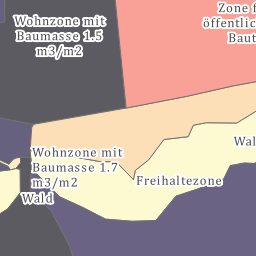 Wohnzone mit
Baumasse 1.5
m3/m2
Zone f
öffentlic
Baut
Wal
Wohnzone mit
Baumasse 1.7
m3/m2
Freihaltezone
Wald